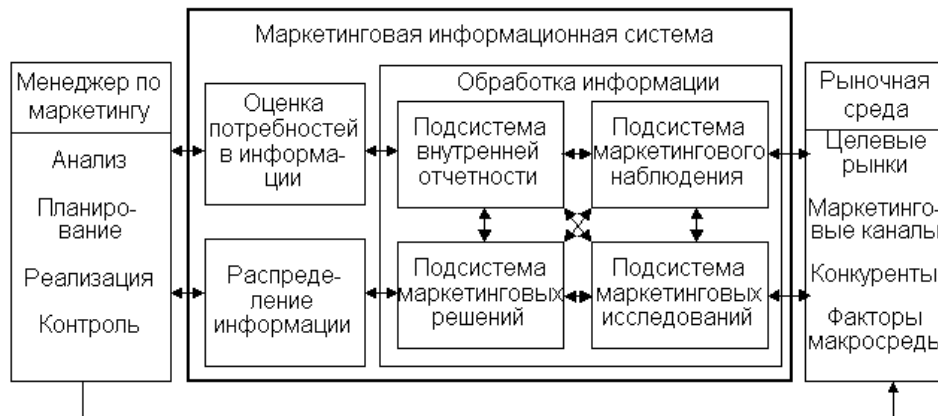 Маркетинговая информационная система
Менеджер по
маркетингу
Анализ
Планиро-
вание
Реализация
Контроль
Оценка
потребностей
в информа-
ции
Распреде-
ление
информации
Обработка информации
Подсистема
внутренней
отчетности
Подсистема
маркетингового
наблюдения
Подсистема
маркетинговых
решений
Подсистема
маркетинговых
исследований
Рыночная
среда
Целевые
рынки
Маркетинго-
вые каналы
Конкуренты
Факторы
макросреды